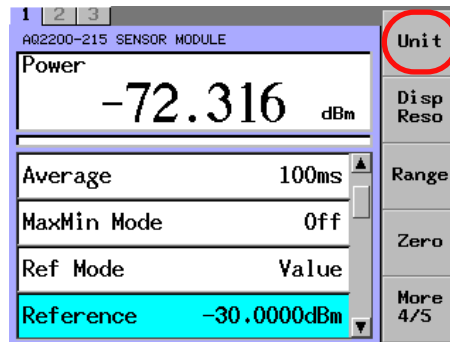 1 2 3
AQ2200-215 SENSOR MODULE
Power
-72.316 dBm
Average 100ms
MaxMin Mode Off
Ref Mode Value
Reference -30.0000dBm
Unit
Disp
Reso
Range
Zero
More
4/5